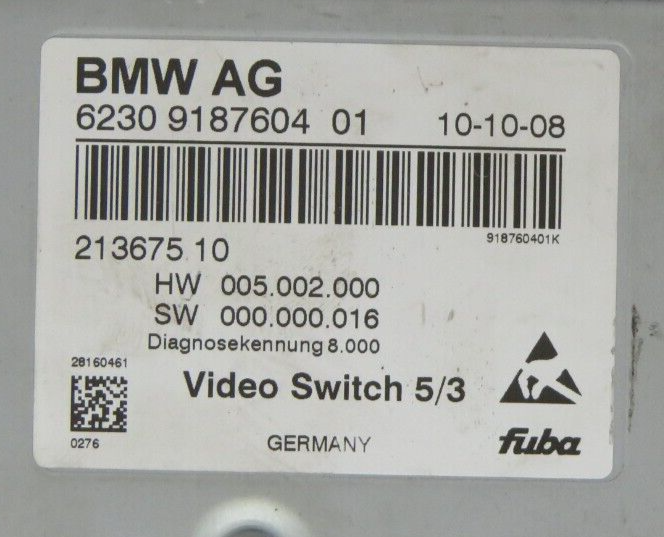 BMW AG
6230 9187604 01 10-10-08
918760401K
213675 10
HW 005.002.000
SW 000.000.016
Diagnosekennung 8.000
28160461
Video Switch 5/3
0276
GERMANY
fuba